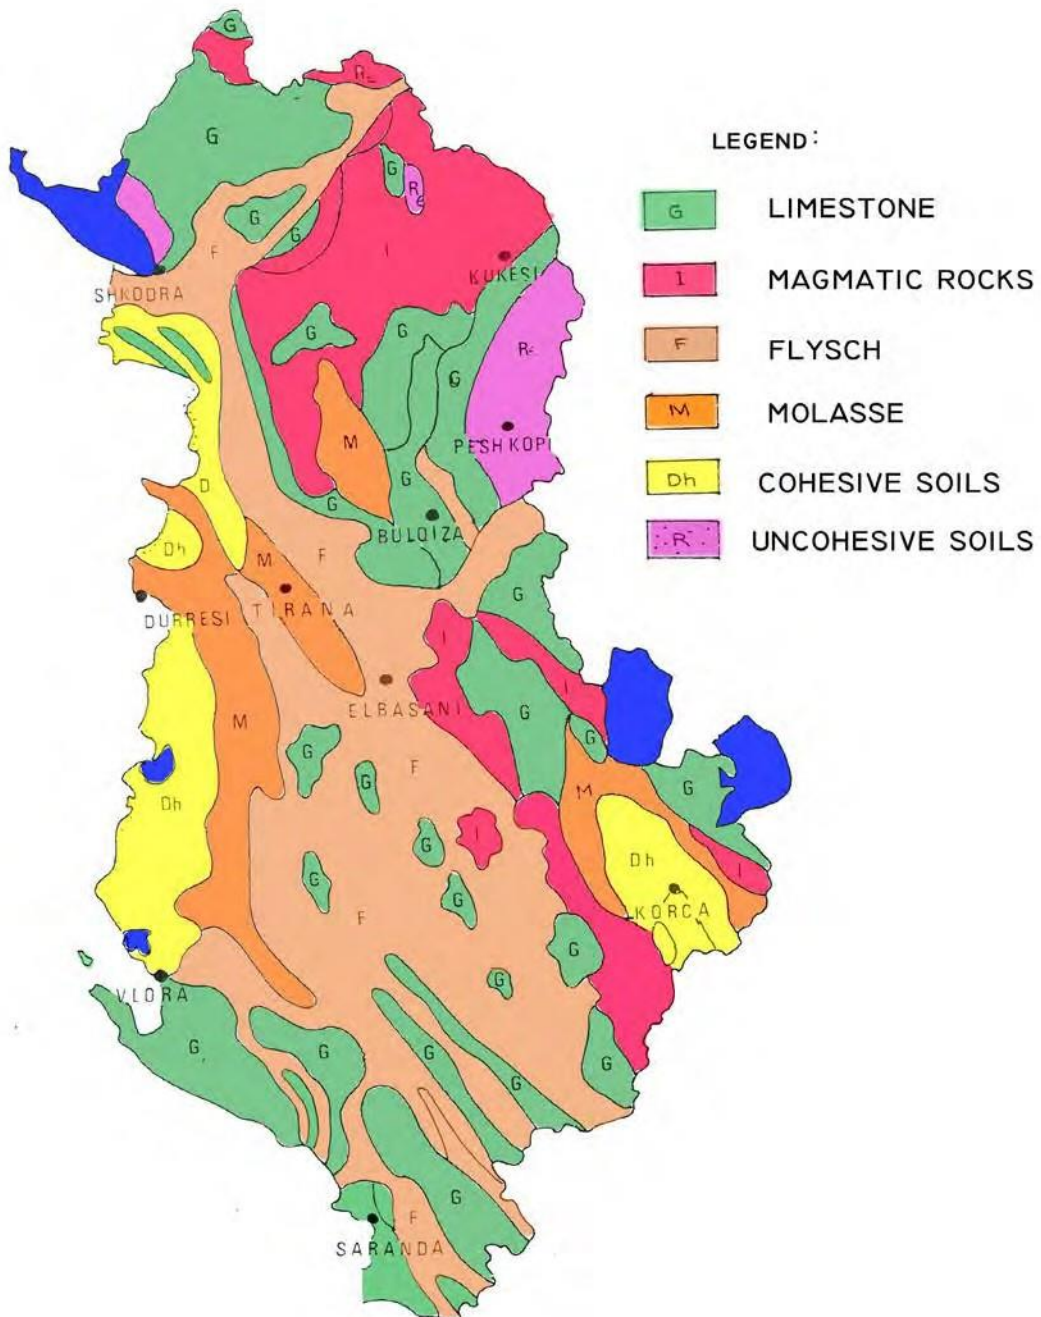 G
R
LEGEND:
G
G LIMESTONE
G
R
G
G
F
I
KUKESI
I MAGMATIC ROCKS
SHKODRA
G
G
R
F FLYSCH
G
M MOLASSE
M
PESHKOPI
G
D
Dh COHESIVE SOILS
G
BULQIZA
R UNCOHESIVE SOILS
Dh
M
F
G
DURRESI
TIRANA
I
I
ELBASANI
G
M
G
F
G
G
M
G
Dh
G
I
Dh
I
G
G
KORCA
F
G
G
VLORA
G
G
G
G
G
G
F
SARANDA